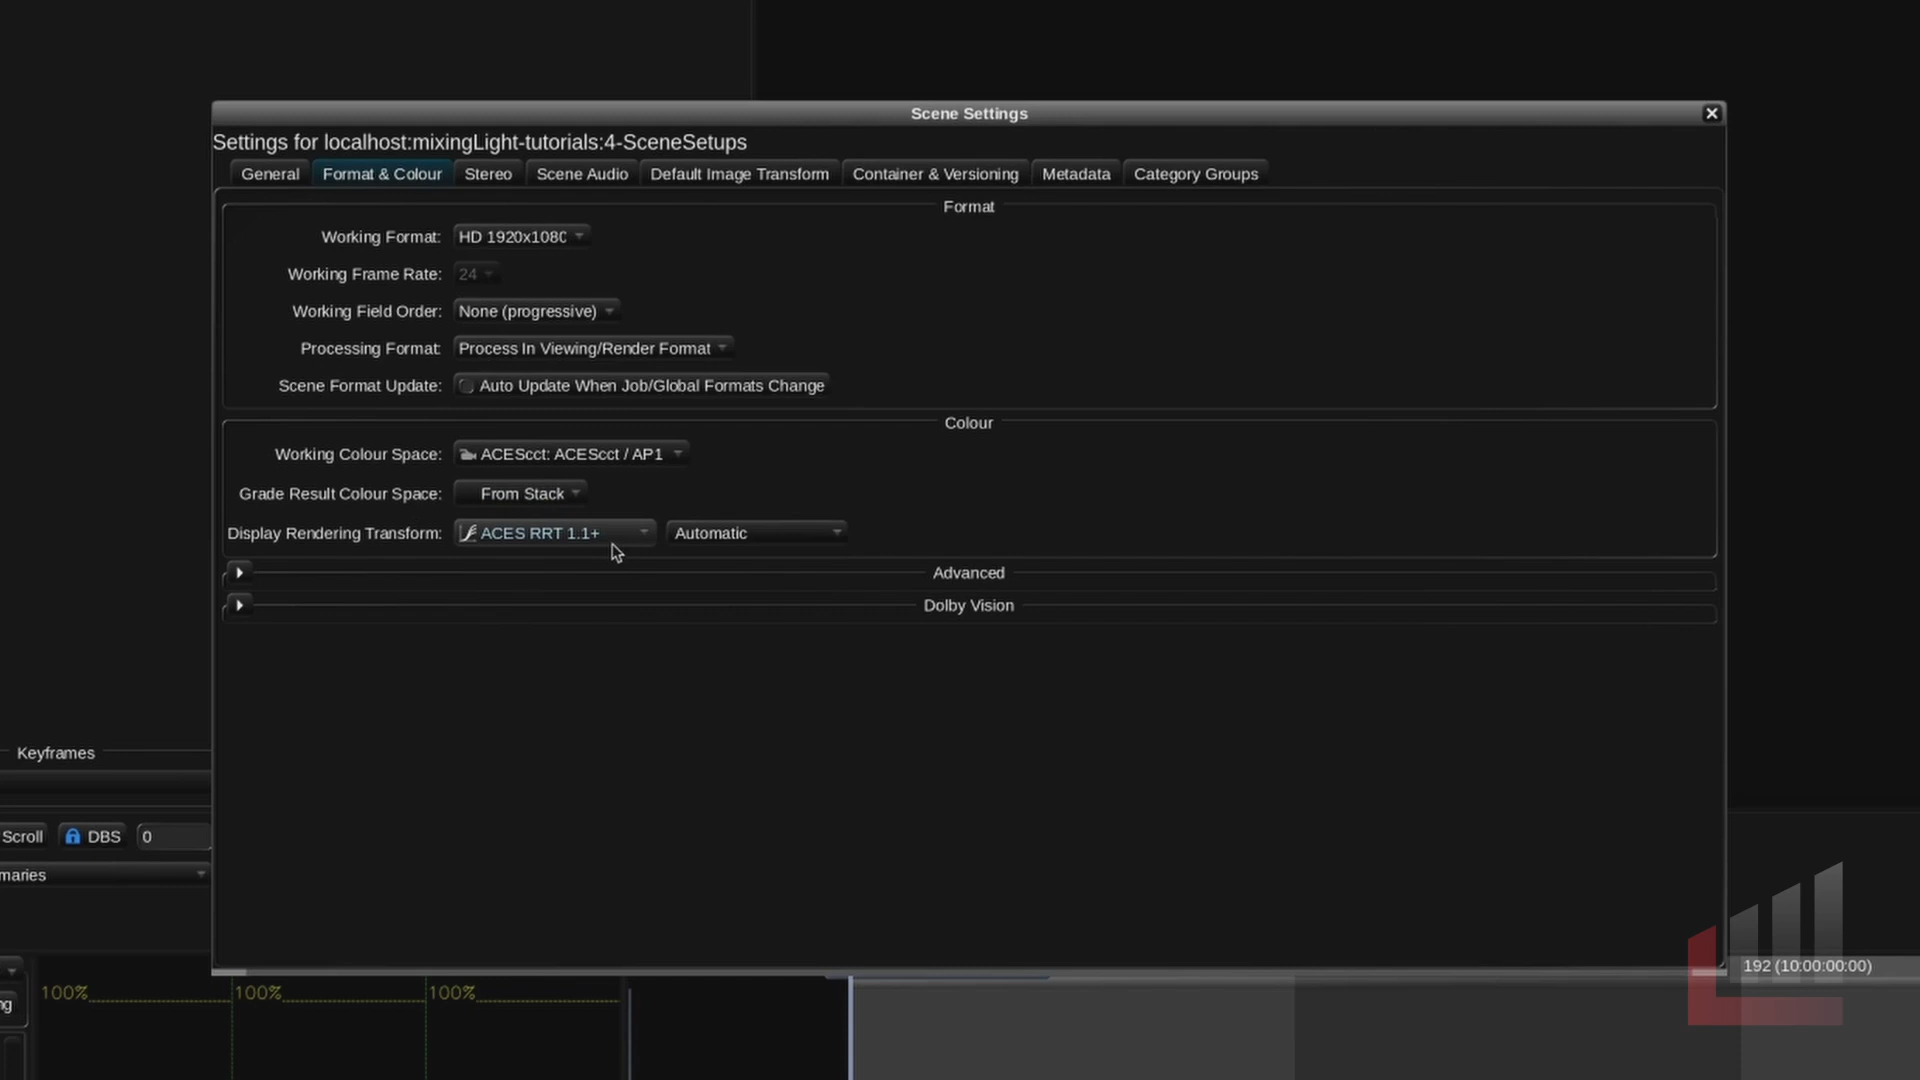 Scene Settings
Settings for localhost:mixingLight-tutorials:4-SceneSetups
General Format & Colour Stereo Scene Audio Default Image Transform Container & Versioning Metadata Category Groups
Format
Working Format: HD 1920x1080
Working Frame Rate: 24
Working Field Order: None (progressive)
Processing Format: Process In Viewing/Render Format
Scene Format Update: Auto Update When Job/Global Formats Change
Colour
Working Colour Space: ACEScct: ACEScct / AP1
Grade Result Colour Space: From Stack
Display Rendering Transform: ACES RRT 1.1+ Automatic
Advanced
Dolby Vision
Keyframes
Scroll DBS 0
maries
192 (10:00:00:00)
100% 100% 100%
ng